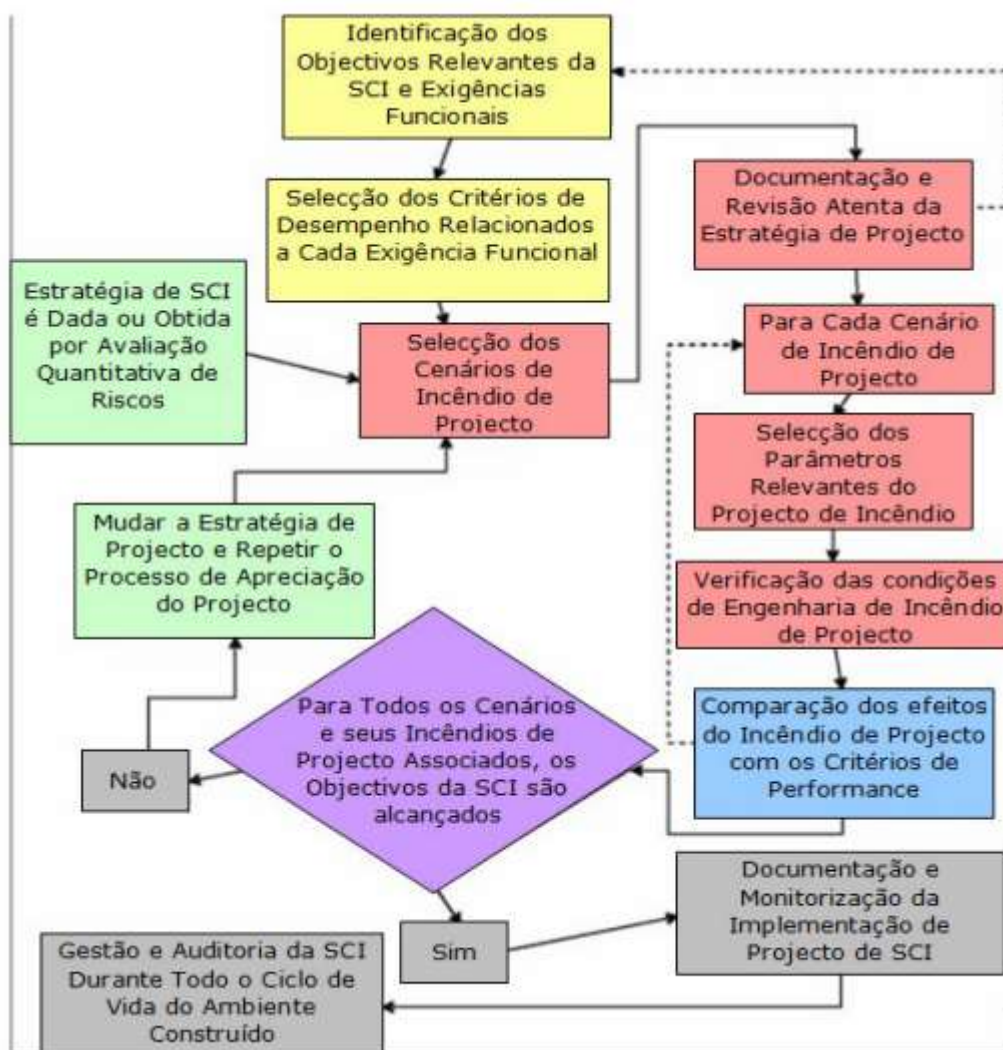 Identificação dos
Objectivos Relevantes da
SCI e Exigências
Funcionais
Selecção dos Critérios de
Desempenho Relacionados
a Cada Exigência Funcional
Estratégia de SCI
é Dada ou Obtida
por Avaliação
Quantitativa de
Riscos
Selecção dos
Cenários de
Incêndio de
Projecto
Documentação e
Revisão Atenta da
Estratégia de Projecto
Para Cada Cenário
de Incêndio de
Projecto
Selecção dos
Parâmetros
Relevantes do
Projecto de Incêndio
Verificação das condições
de Engenharia de Incêndio
de Projecto
Comparação dos efeitos
do Incêndio de Projecto
com os Critérios de
Performance
Para Todos os Cenários
e seus Incêndios de
Projecto Associados, os
Objectivos da SCI são
alcançados
Não
Mudar a Estratégia de
Projecto e Repetir o
Processo de Apreciação
do Projecto
Sim
Documentação e
Monitorização da
Implementação de
Projecto de SCI
Gestão e Auditoria da SCI
Durante Todo o Ciclo de
Vida do Ambiente
Construído